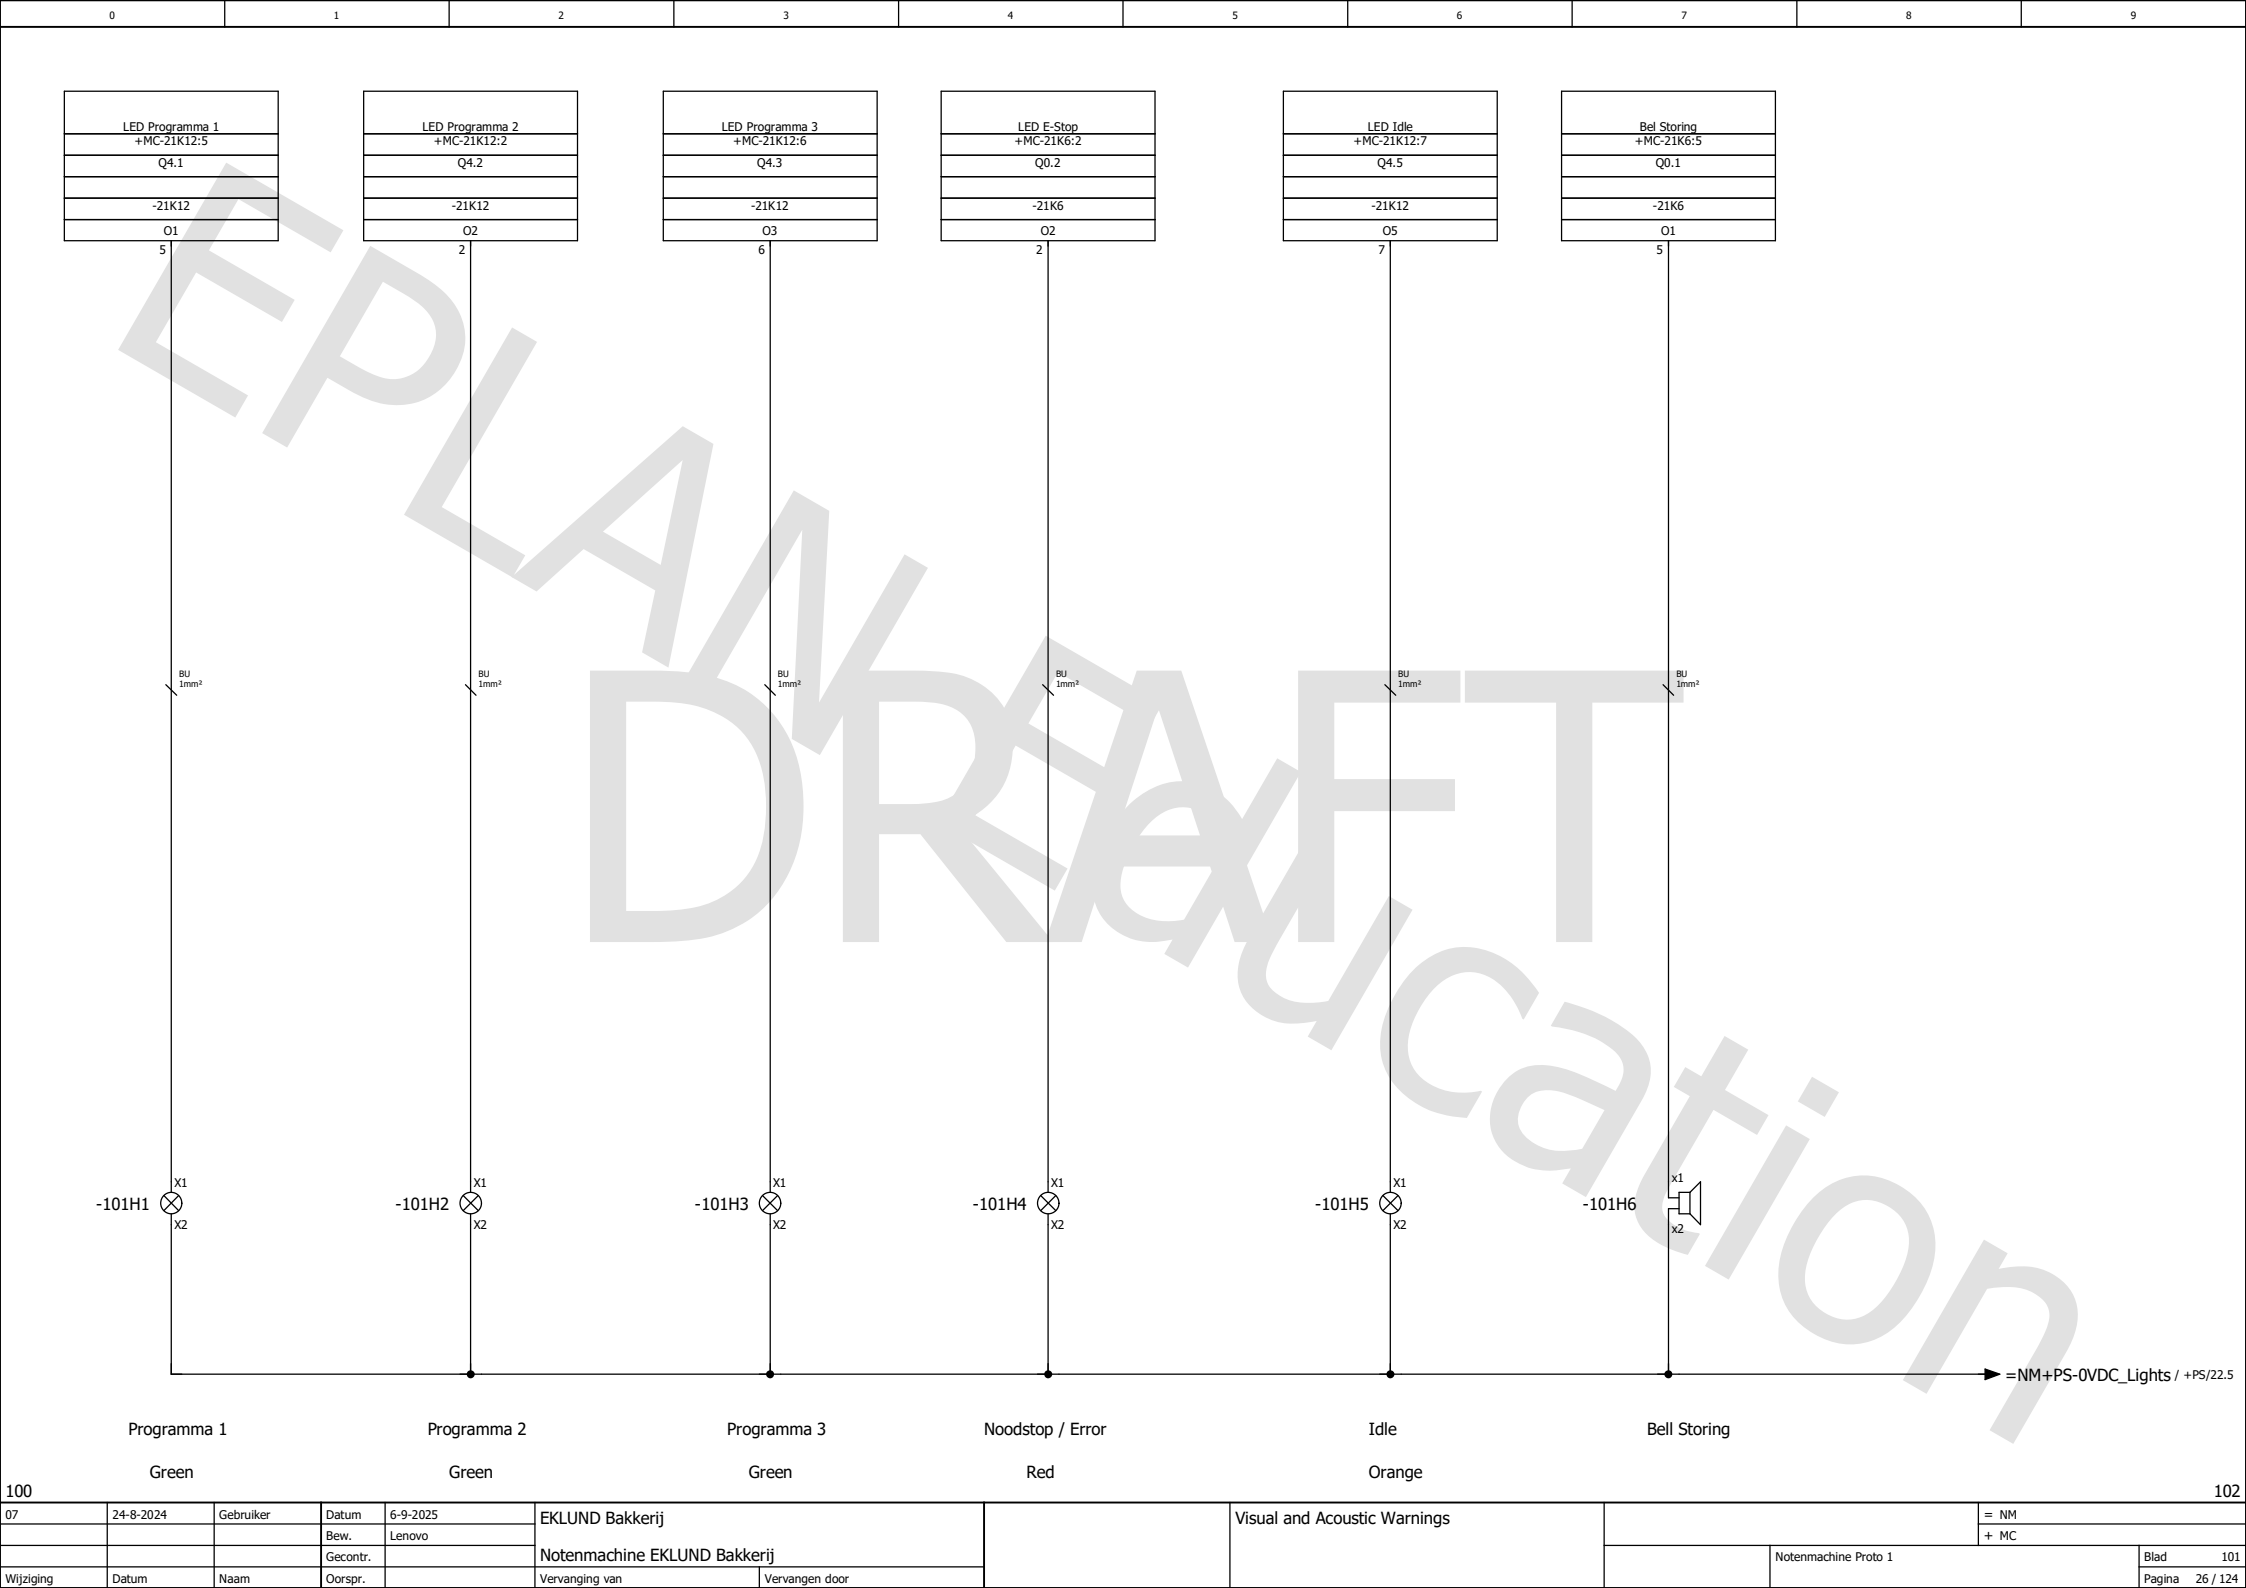 0 1 2 3 4 5 6 7 8 9
LED Programma 1 LED Programma 2 LED Programma 3 LED E-Stop LED Idle Bel Storing
+MC-21K12:5 +MC-21K12:2 +MC-21K12:6 +MC-21K6:2 +MC-21K12:7 +MC-21K6:5
Q4.1 Q4.2 Q4.3 Q0.2 Q4.5 Q0.1
-21K12 -21K12 -21K12 -21K6 -21K12 -21K6
O1 O2 O3 O2 O5 O1
5 2 6 2 7 5
EPLAN Education
DRAFT
BU BU BU BU BU BU
1mm² 1mm² 1mm² 1mm² 1mm² 1mm²
X1 X1 X1 X1 X1 x1
-101H1 -101H2 -101H3 -101H4 -101H5 -101H6
X2 X2 X2 X2 X2 x2
=NM+PS-0VDC_Lights / +PS/22.5
Programma 1 Programma 2 Programma 3 Noodstop / Error Idle Bell Storing
Green Green Green Red Orange
100 102
07 24-8-2024 Gebruiker Datum 6-9-2025 EKLUND Bakkerij Visual and Acoustic Warnings = NM
Bew. Lenovo + MC
Gecontr. Notenmachine EKLUND Bakkerij Notenmachine Proto 1 Blad 101
Wijziging Datum Naam Oorspr. Vervanging van Vervangen door Pagina 26 / 124